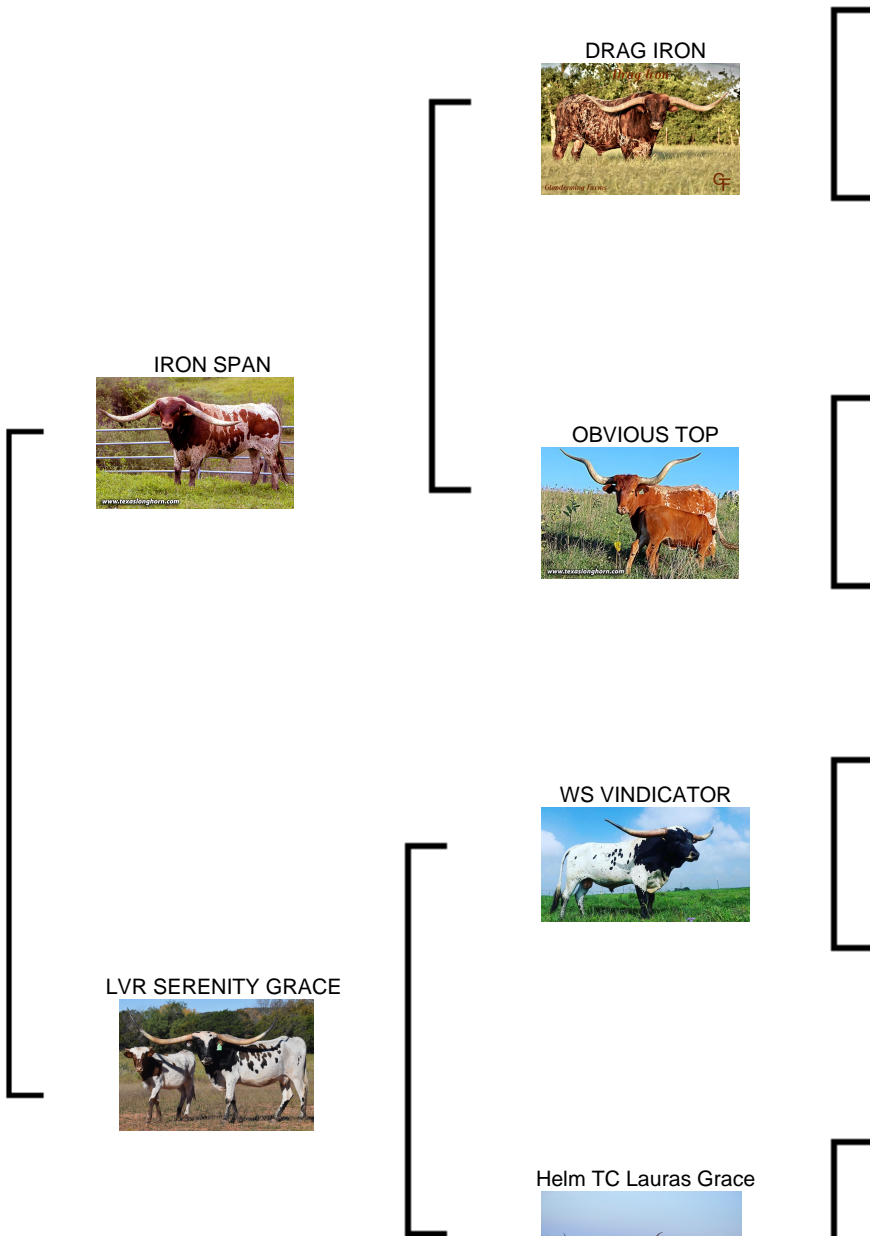 DRAG IRON
Drag Iron
Glendenning Farms
GF
IRON SPAN
www.texaslonghorn.com
OBVIOUS TOP
www.texaslonghorn.com
WS VINDICATOR
LVR SERENITY GRACE
Helm TC Lauras Grace